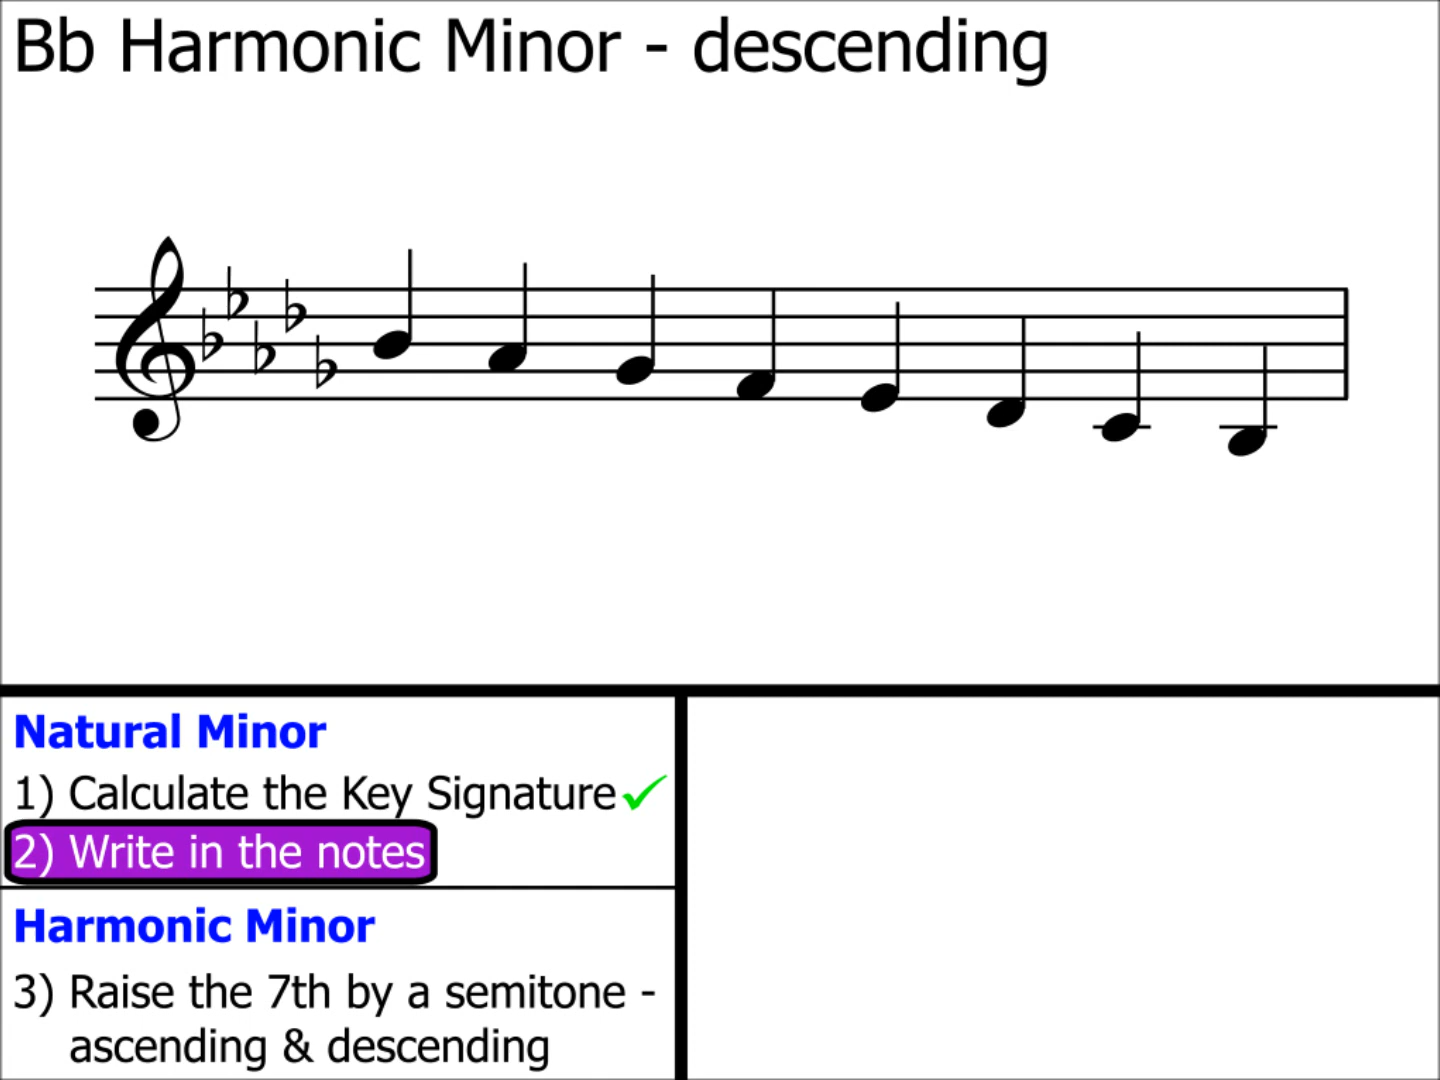 Bb Harmonic Minor - descending
Natural Minor
1) Calculate the Key Signature
2) Write in the notes
Harmonic Minor
3) Raise the 7th by a semitone -
ascending & descending